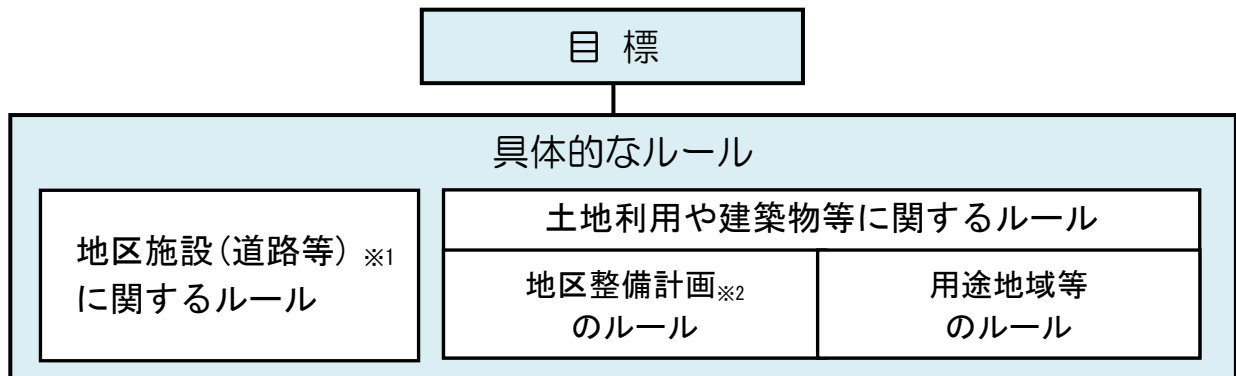 目 標
具体的なルール
地区施設(道路等) ※1
に関するルール
土地利用や建築物等に関するルール
地区整備計画※2
のルール
用途地域等
のルール